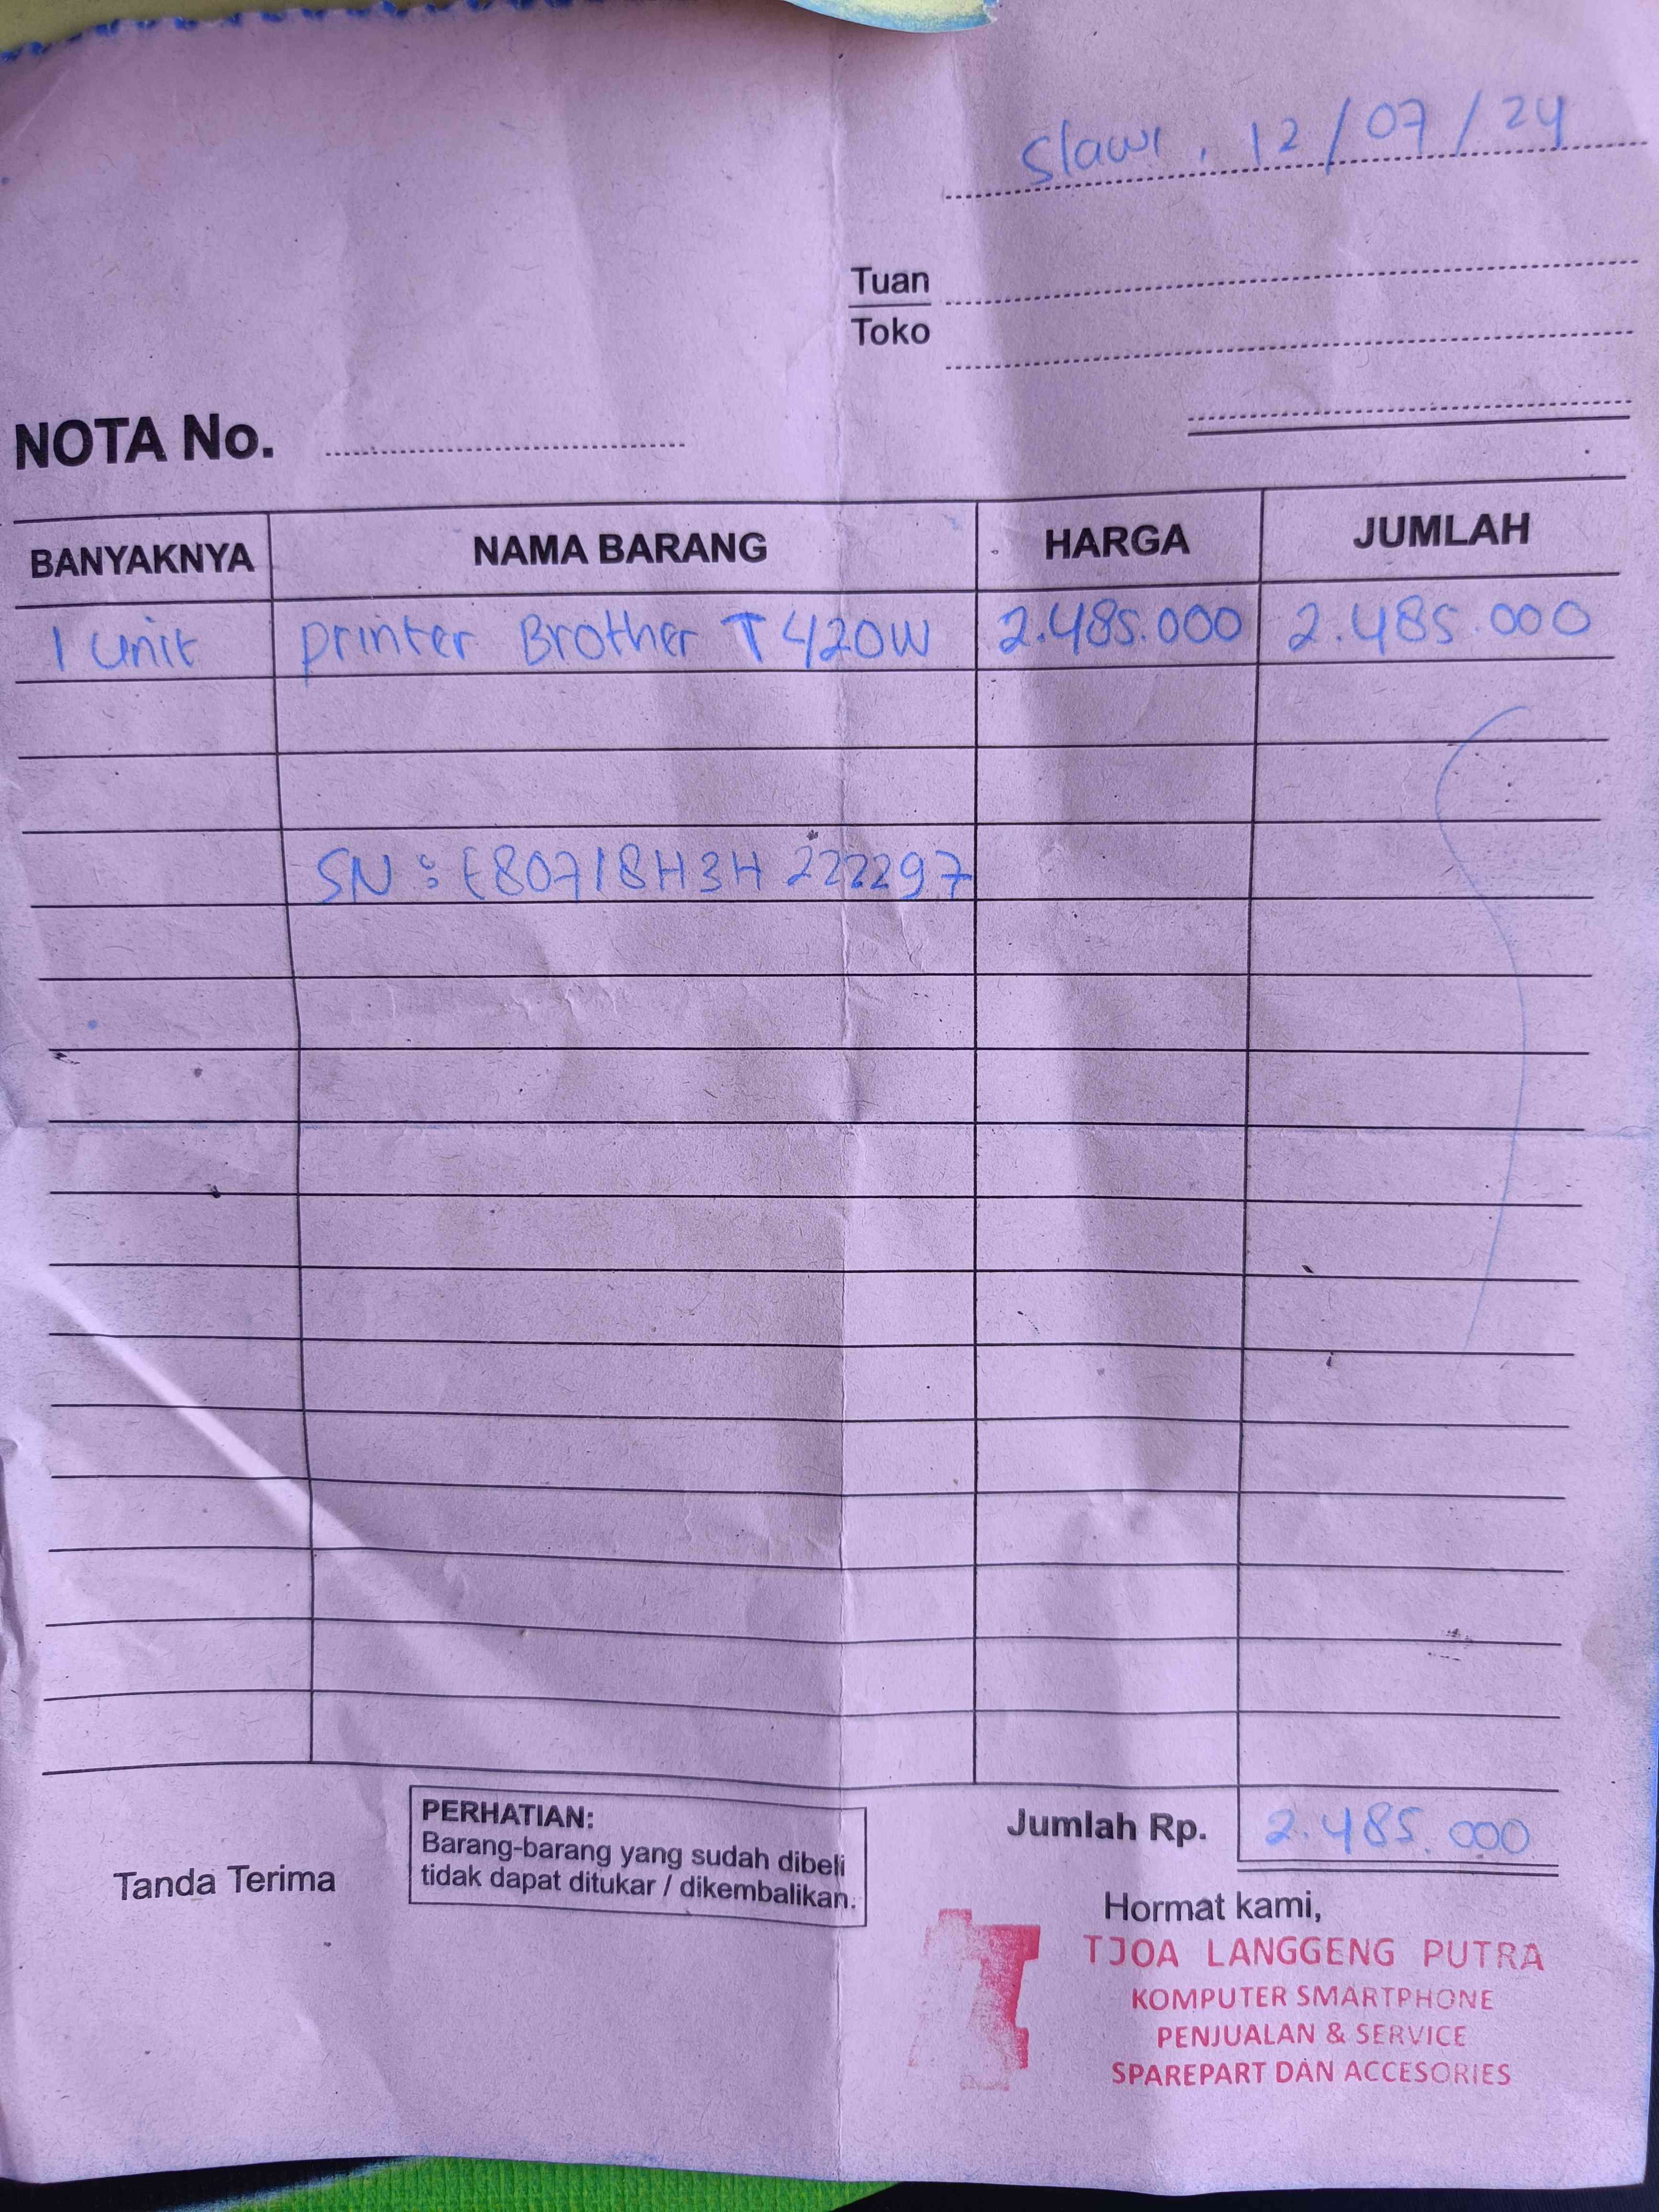 Slawi, 12/07/24
Tuan
Toko
NOTA No.
BANYAKNYA NAMA BARANG HARGA JUMLAH
1 Unit printer Brother T420W 2.485.000 2.485.000
SN : E80718H3H222297
Jumlah Rp. 2.485.000
PERHATIAN:
Barang-barang yang sudah dibeli
tidak dapat ditukar / dikembalikan.
Tanda Terima
Hormat kami,
TJOA LANGGENG PUTRA
KOMPUTER SMARTPHONE
PENJUALAN & SERVICE
SPAREPART DAN ACCESORIES